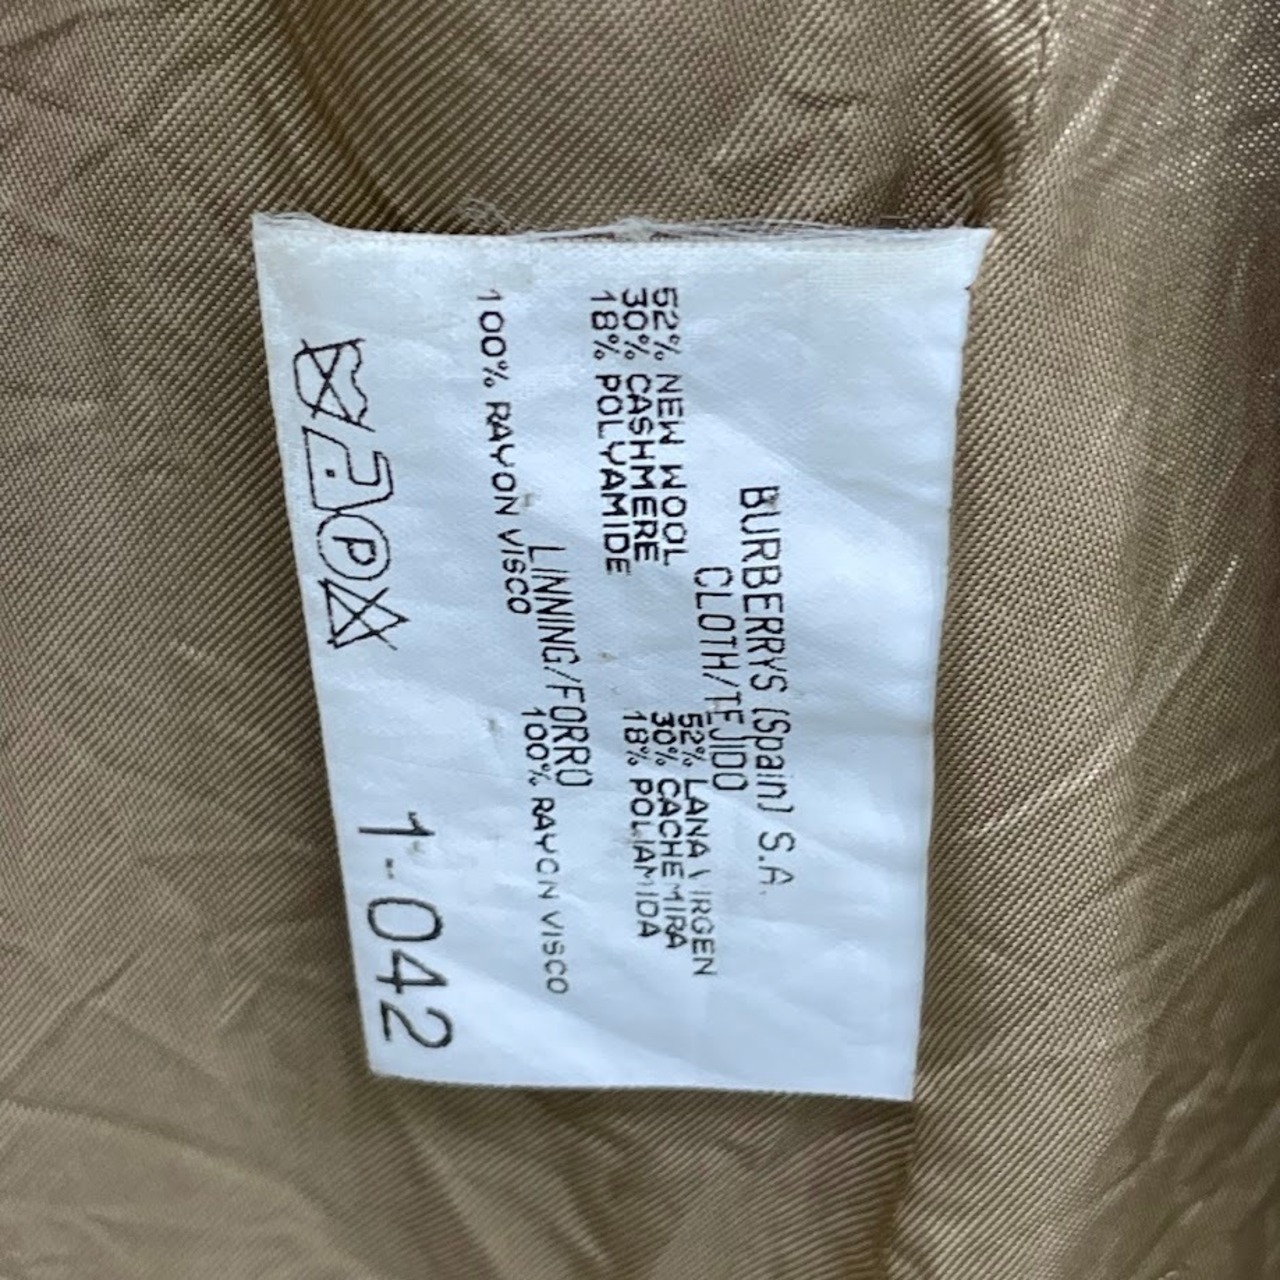 BURBERRYS (Spain) S.A.
CLOTH/TEJIDO
52% NEW WOOL 52% LANA VIRGEN
30% CASHMERE 30% CACHEMIRA
18% POLYAMIDE 18% POLIAMIDA
LINNING/FORRO
100% RAYON VISCO 100% RAYON VISCO
P 1-042